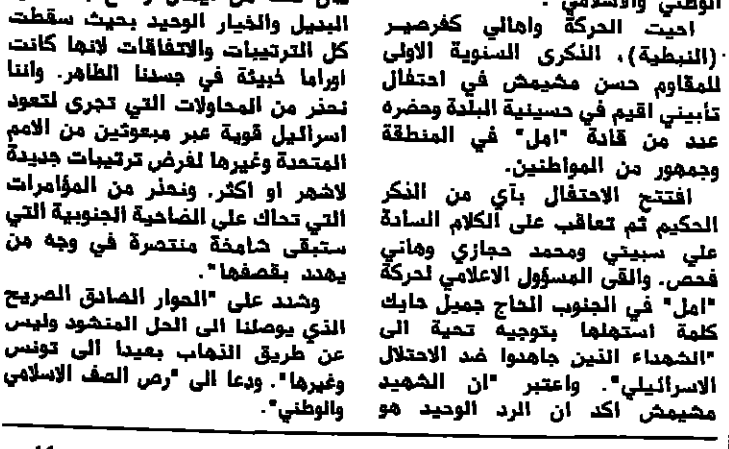 الوطني والاسلامي".
احيت الحركة واهالي كفرصير
(النبطية)، الذكرى السنوية الاولى
للمقاوم حسن مشيمش في احتفال
تأبيني اقيم في حسينية البلدة وحضره
عدد من قادة "امل" في المنطقة
وجمهور من المواطنين.
افتتح الاحتفال بآي من الذكر
الحكيم ثم تعاقب على الكلام السادة
علي سبيتي ومحمد حجازي وهاني
فحص. والقى المسؤول الاعلامي لحركة
"امل" في الجنوب الحاج جميل حايك
كلمة استهلها بتوجيه تحية الى
"الشهداء الذين جاهدوا ضد الاحتلال
الاسرائيلي". واعتبر "ان الشهيد
مشيمش اكد ان الرد الوحيد هو
البديل والخيار الوحيد بحيث سقطت
كل الترتيبات والاتفاقات لانها كانت
اوراما خبيثة في جسدنا الطاهر. واننا
نحذر من المحاولات التي تجرى لتعود
اسرائيل قوية عبر مبعوثين من الامم
المتحدة وغيرها لفرض ترتيبات جديدة
لاشهر او اكثر. ونحذر من المؤامرات
التي تحاك على الضاحية الجنوبية التي
ستبقى شامخة منتصرة في وجه من
يهدد بقصفها".
وشدد على "الحوار الصادق الصريح
الذي يوصلنا الى الحل المنشود وليس
عن طريق الذهاب بعيدا الى تونس
وغيرها". ودعا الى "رص الصف الاسلامي
والوطني".